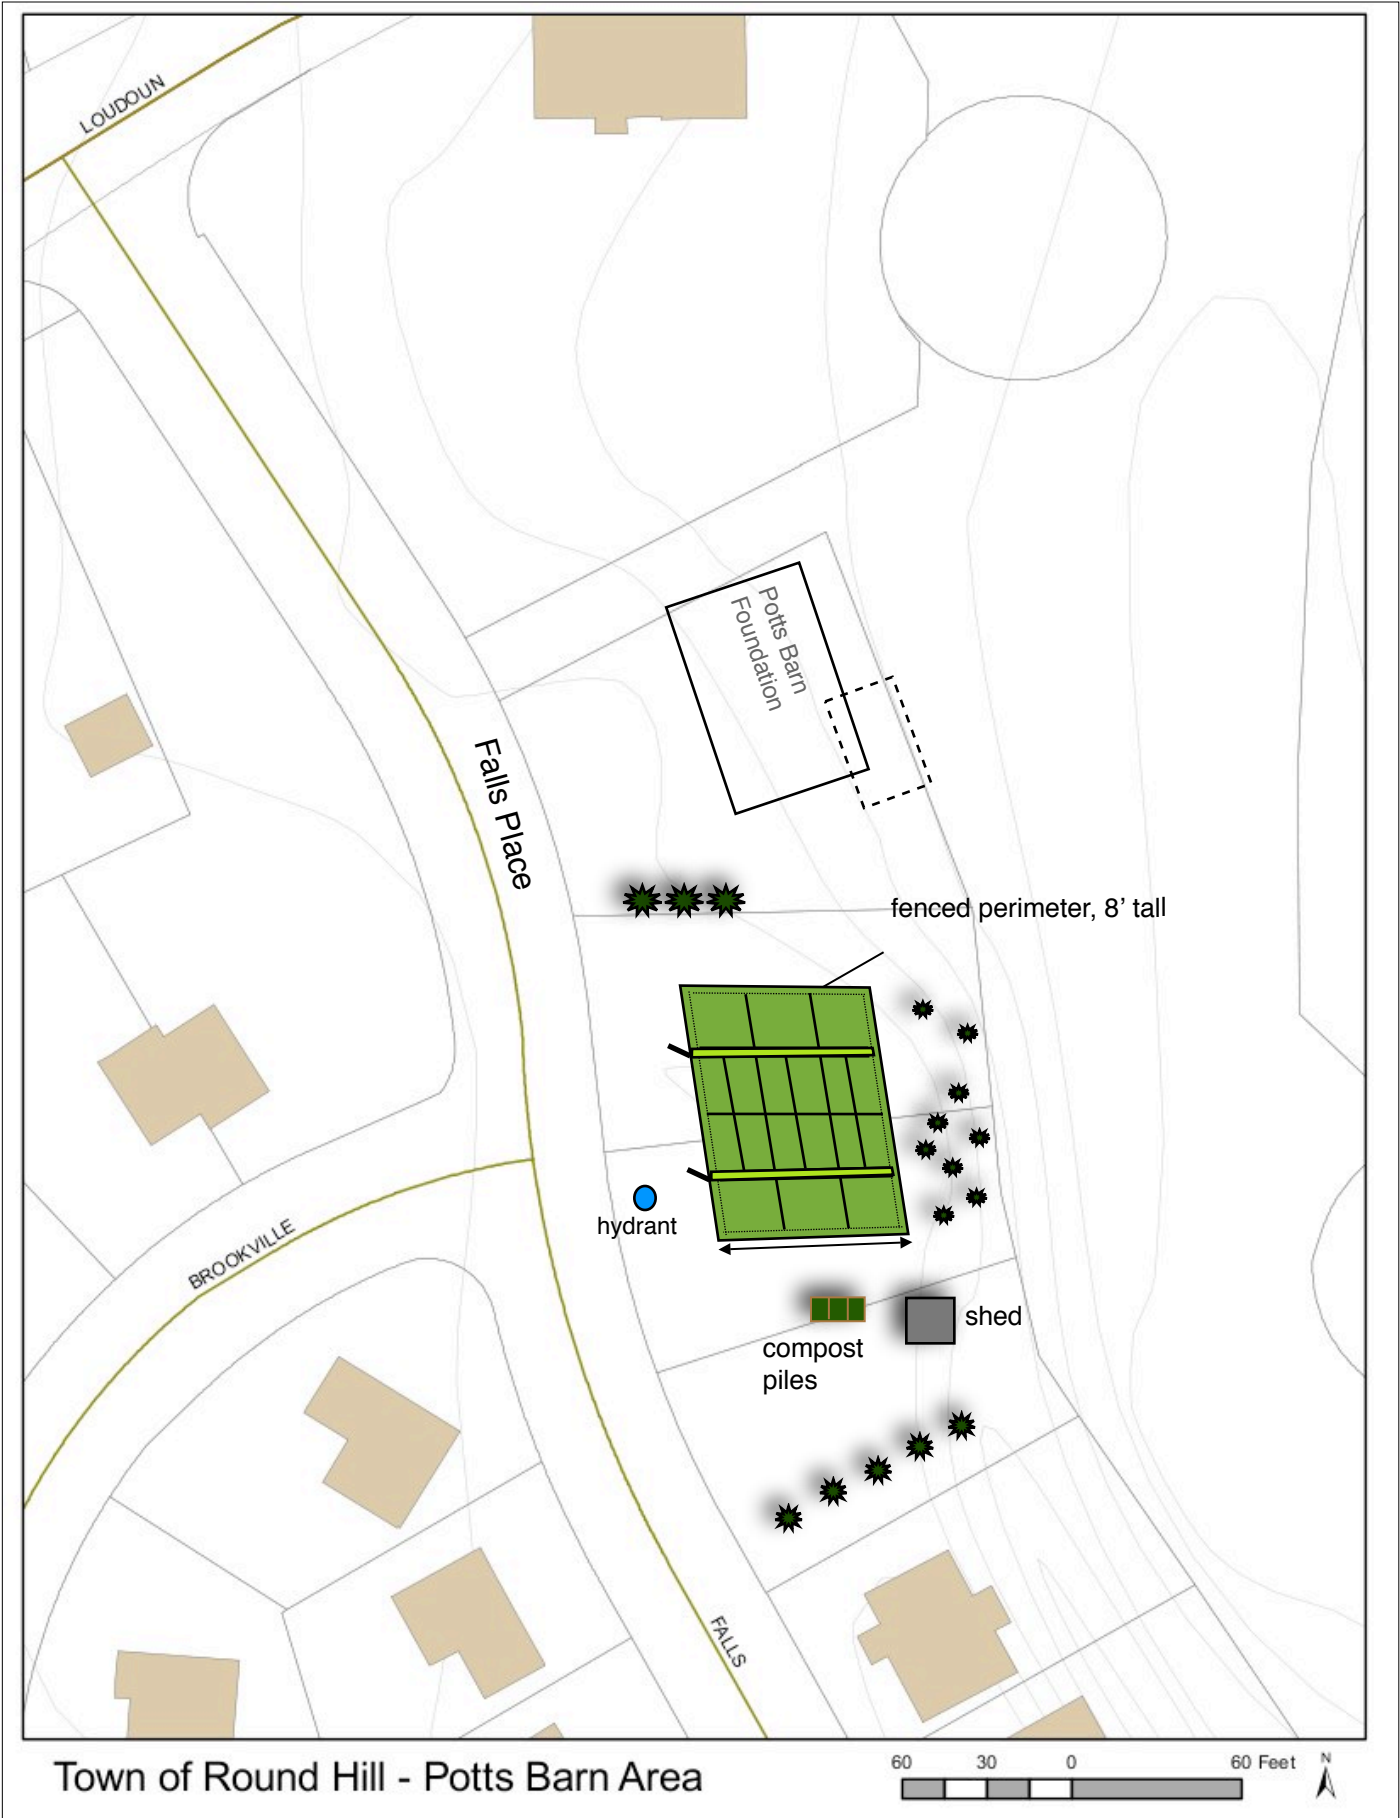 LOUDOUN
Potts Barn
Foundation
Falls Place
fenced perimeter, 8’ tall
hydrant
BROOKVILLE
shed
compost
piles
FALLS
Town of Round Hill - Potts Barn Area
60 30 0 60 Feet
N